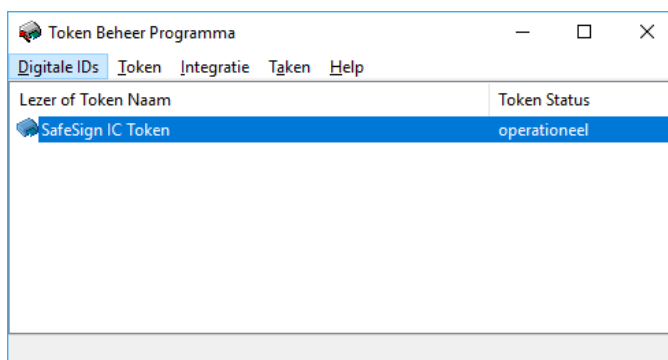 Token Beheer Programma
Digitale IDs Token Integratie Taken Help
Lezer of Token Naam Token Status
SafeSign IC Token operationeel